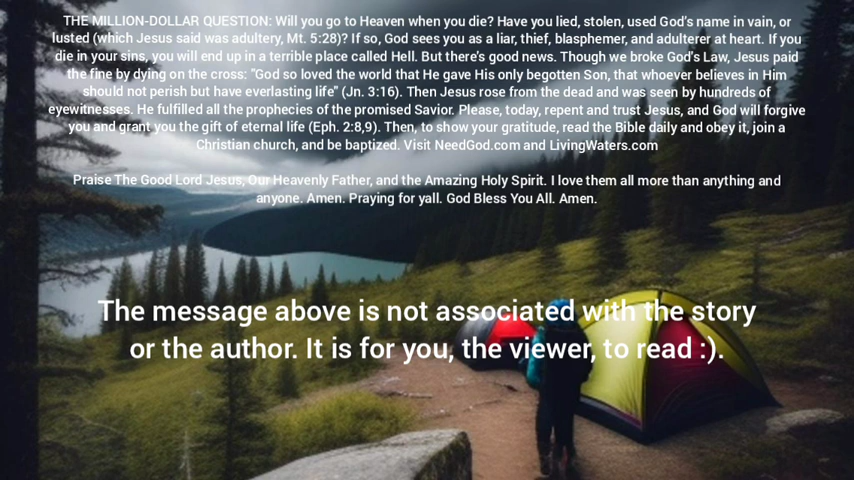 THE MILLION-DOLLAR QUESTION: Will you go to Heaven when you die? Have you lied, stolen, used God's name in vain, or
lusted (which Jesus said was adultery, Mt. 5:28)? If so, God sees you as a liar, thief, blasphemer, and adulterer at heart. If you
die in your sins, you will end up in a terrible place called Hell. But there's good news. Though we broke God's Law, Jesus paid
the fine by dying on the cross: "God so loved the world that He gave His only begotten Son, that whoever believes in Him
should not perish but have everlasting life" (Jn. 3:16). Then Jesus rose from the dead and was seen by hundreds of
eyewitnesses. He fulfilled all the prophecies of the promised Savior. Please, today, repent and trust Jesus, and God will forgive
you and grant you the gift of eternal life (Eph. 2:8,9). Then, to show your gratitude, read the Bible daily and obey it, join a
Christian church, and be baptized. Visit NeedGod.com and LivingWaters.com
Praise The Good Lord Jesus, Our Heavenly Father, and the Amazing Holy Spirit. I love them all more than anything and
anyone. Amen. Praying for yall. God Bless You All. Amen.
The message above is not associated with the story
or the author. It is for you, the viewer, to read :).